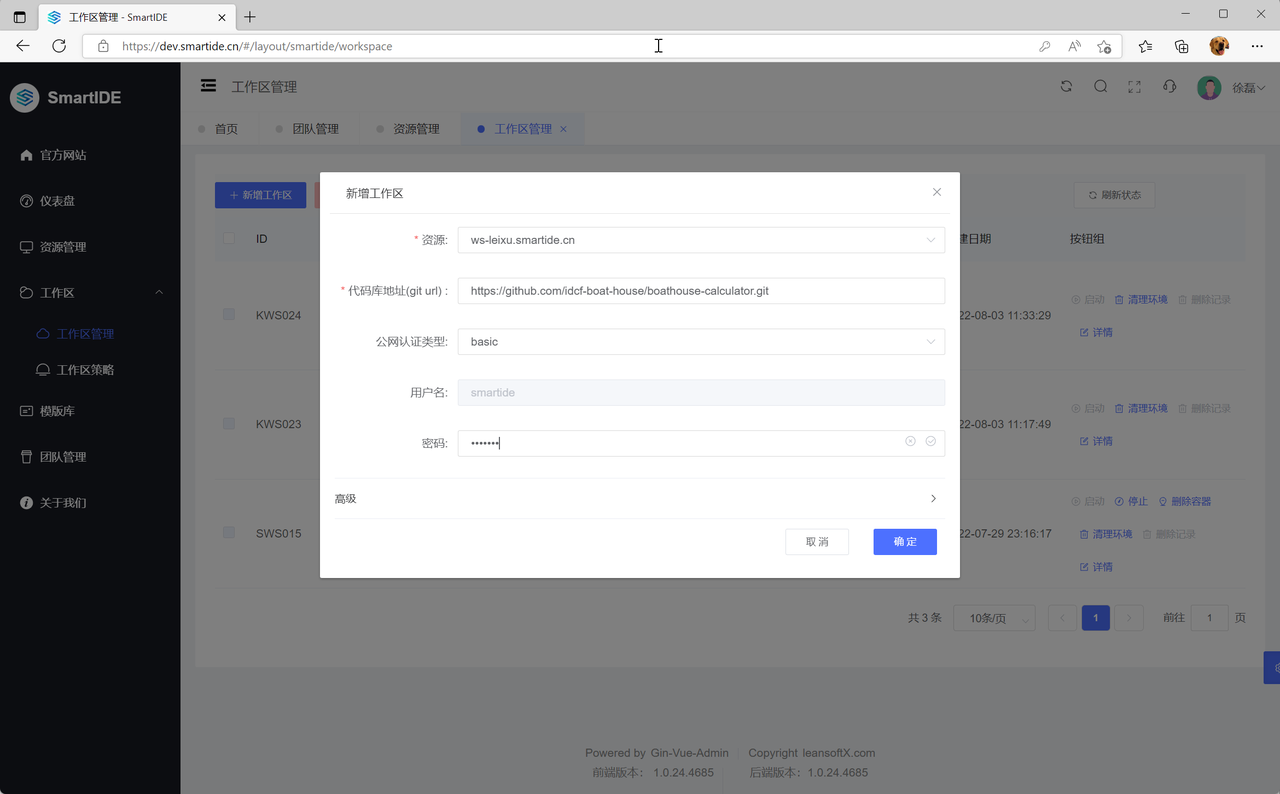 工作区管理 - SmartIDE
https://dev.smartide.cn/#/layout/smartide/workspace
SmartIDE
工作区管理
徐磊
首页
团队管理
资源管理
工作区管理
官方网站
仪表盘
资源管理
工作区
工作区管理
工作区策略
模版库
团队管理
关于我们
新增工作区
刷新状态
ID
建日期
按钮组
KWS024
22-08-03 11:33:29
启动 清理环境 删除记录
详情
KWS023
22-08-03 11:17:49
启动 清理环境 删除记录
详情
SWS015
22-07-29 23:16:17
启动 停止 删除容器
清理环境 删除记录
详情
新增工作区
* 资源: ws-leixu.smartide.cn
* 代码库地址(git url) : https://github.com/idcf-boat-house/boathouse-calculator.git
公网认证类型: basic
用户名: smartide
密码: •••••••
高级
取 消
确 定
共 3 条 10条/页 1 前往 1 页
Powered by Gin-Vue-Admin Copyright leansoftX.com
前端版本: 1.0.24.4685 后端版本: 1.0.24.4685